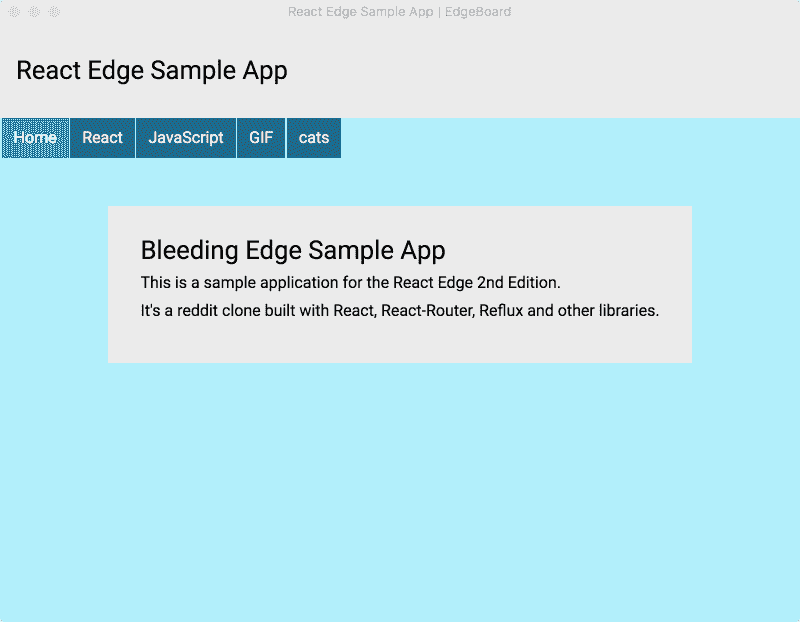 React Edge Sample App | EdgeBoard
React Edge Sample App
Home React JavaScript GIF cats
Bleeding Edge Sample App
This is a sample application for the React Edge 2nd Edition.
It's a reddit clone built with React, React-Router, Reflux and other libraries.